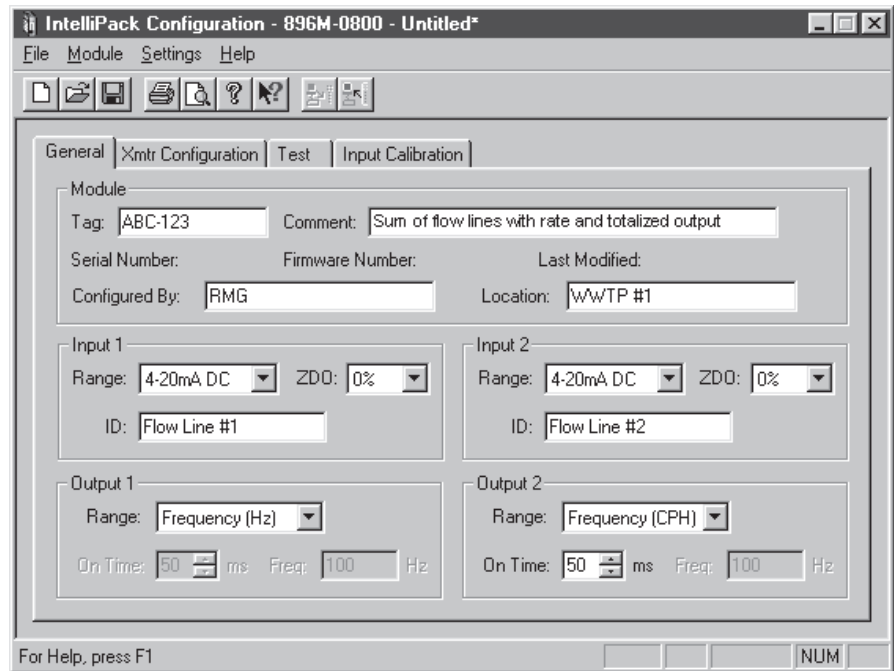 IntelliPack Configuration - 896M-0800 - Untitled*
File Module Settings Help
General Xmtr Configuration Test Input Calibration
Module
Tag: ABC-123 Comment: Sum of flow lines with rate and totalized output
Serial Number: Firmware Number: Last Modified:
Configured By: RMG Location: WWTP #1
Input 1
Range: 4-20mA DC ZDO: 0%
ID: Flow Line #1
Input 2
Range: 4-20mA DC ZDO: 0%
ID: Flow Line #2
Output 1
Range: Frequency (Hz)
On Time: 50 ms Freq: 100 Hz
Output 2
Range: Frequency (CPH)
On Time: 50 ms Freq: 100 Hz
For Help, press F1 NUM